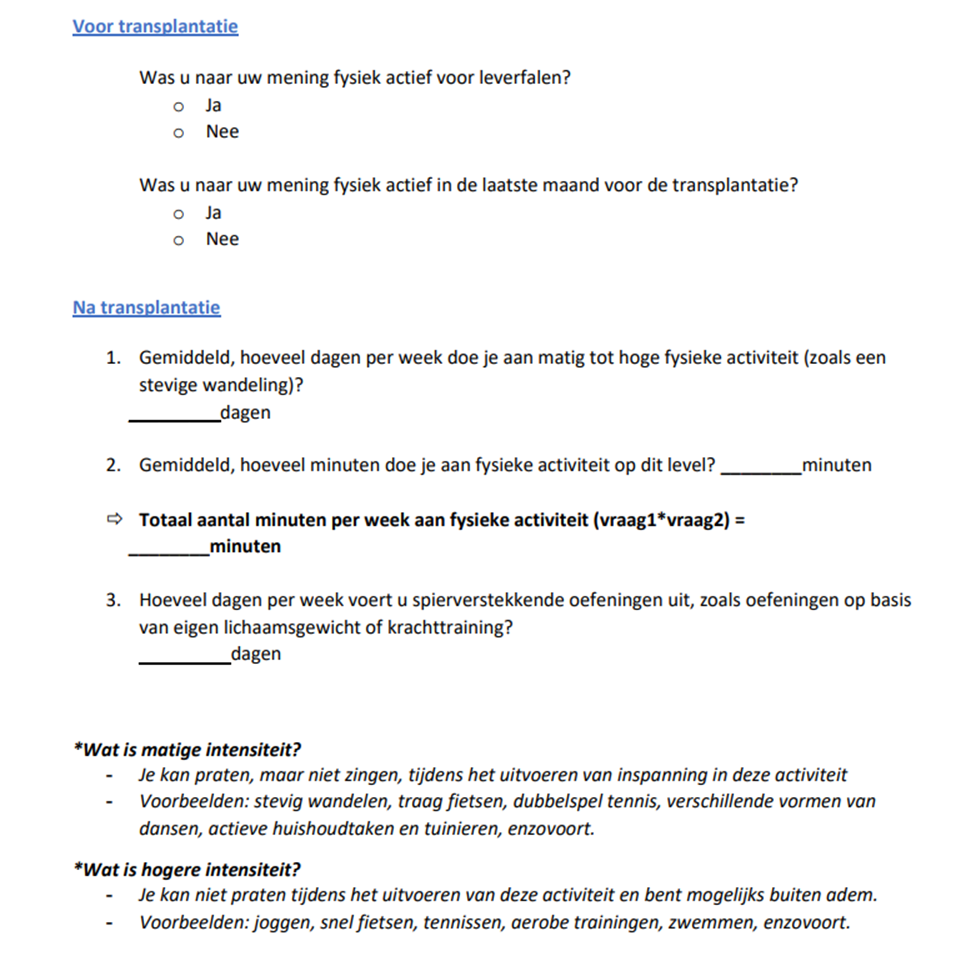 Voor transplantatie
Was u naar uw mening fysiek actief voor leverfalen?
o Ja
o Nee
Was u naar uw mening fysiek actief in de laatste maand voor de transplantatie?
o Ja
o Nee
Na transplantatie
1. Gemiddeld, hoeveel dagen per week doe je aan matig tot hoge fysieke activiteit (zoals een
stevige wandeling)?
_________dagen
2. Gemiddeld, hoeveel minuten doe je aan fysieke activiteit op dit level? ________minuten
⇨ Totaal aantal minuten per week aan fysieke activiteit (vraag1*vraag2) =
________minuten
3. Hoeveel dagen per week voert u spierverstekkende oefeningen uit, zoals oefeningen op basis
van eigen lichaamsgewicht of krachttraining?
_________dagen
*Wat is matige intensiteit?
- Je kan praten, maar niet zingen, tijdens het uitvoeren van inspanning in deze activiteit
- Voorbeelden: stevig wandelen, traag fietsen, dubbelspel tennis, verschillende vormen van
dansen, actieve huishoudtaken en tuinieren, enzovoort.
*Wat is hogere intensiteit?
- Je kan niet praten tijdens het uitvoeren van deze activiteit en bent mogelijks buiten adem.
- Voorbeelden: joggen, snel fietsen, tennissen, aerobe trainingen, zwemmen, enzovoort.